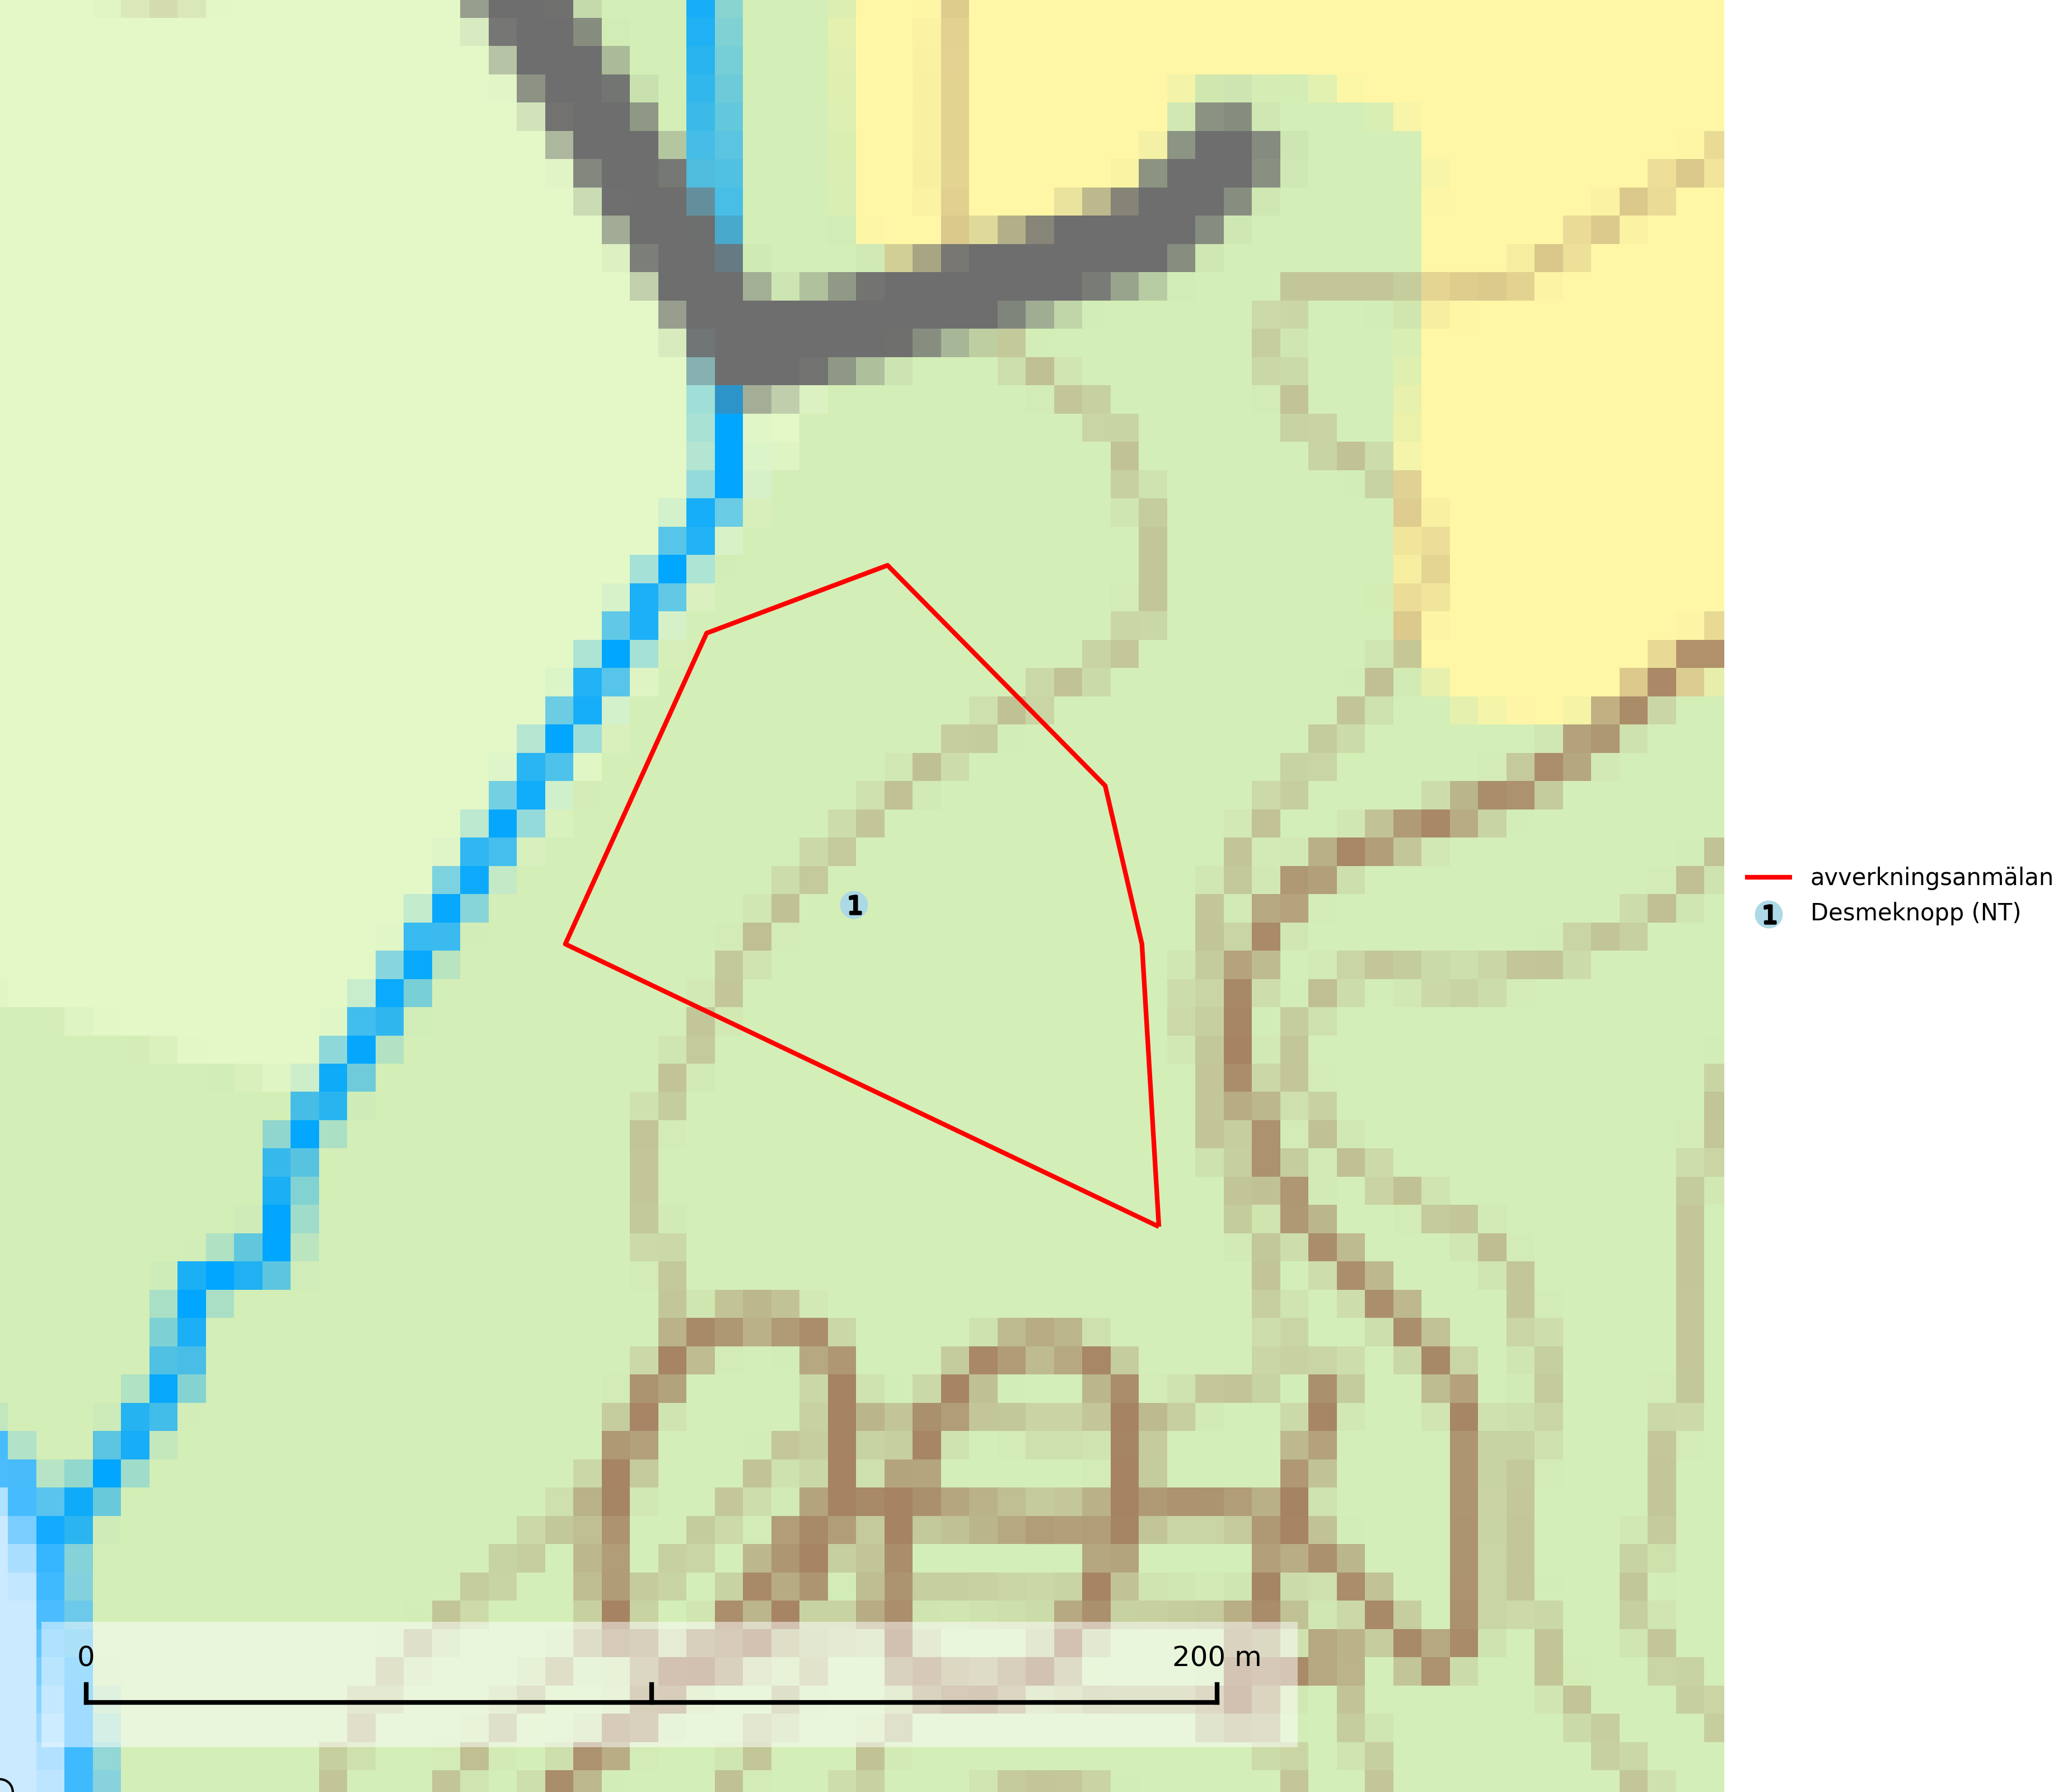 1
avverkningsanmälan
1 Desmeknopp (NT)
0 200 m